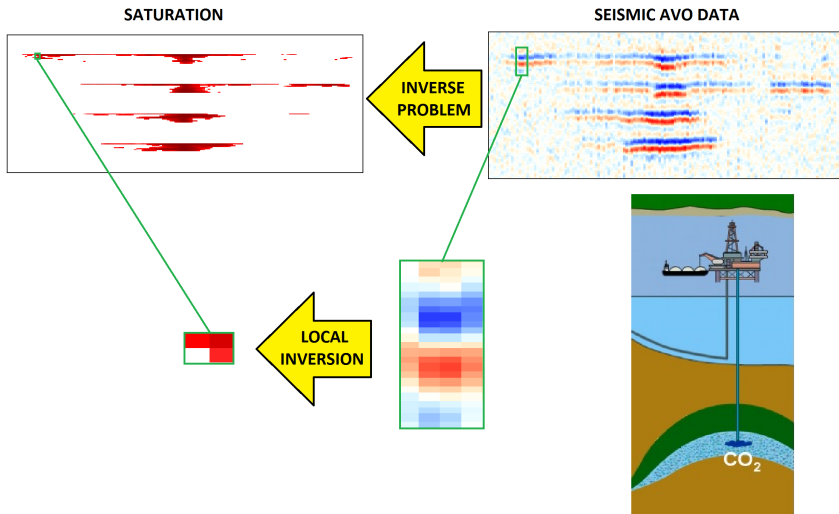 SATURATION
SEISMIC AVO DATA
INVERSE
PROBLEM
LOCAL
INVERSION
CO₂